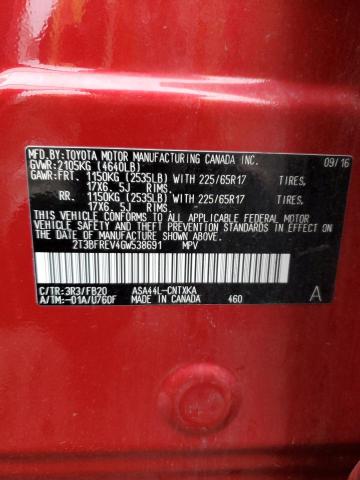 MFD.BY:TOYOTA MOTOR MANUFACTURING CANADA INC.
GVWR:2105KG (4640LB) 09/16
GAWR:FRT. 1150KG (2535LB) WITH 225/65R17 TIRES,
17X6.5J RIMS.
RR. 1150KG (2535LB) WITH 225/65R17 TIRES,
17X6.5J RIMS.
THIS VEHICLE CONFORMS TO ALL APPLICABLE FEDERAL MOTOR
VEHICLE SAFETY AND THEFT PREVENTION STANDARDS IN EFFECT
ON THE DATE OF MANUFACTURE SHOWN ABOVE.
2T3BFREV4GW538691 MPV
C/TR:3R3/FB20 ASA44L-CNTXKA
A/TM:-01A/U760F MADE IN CANADA 460 A